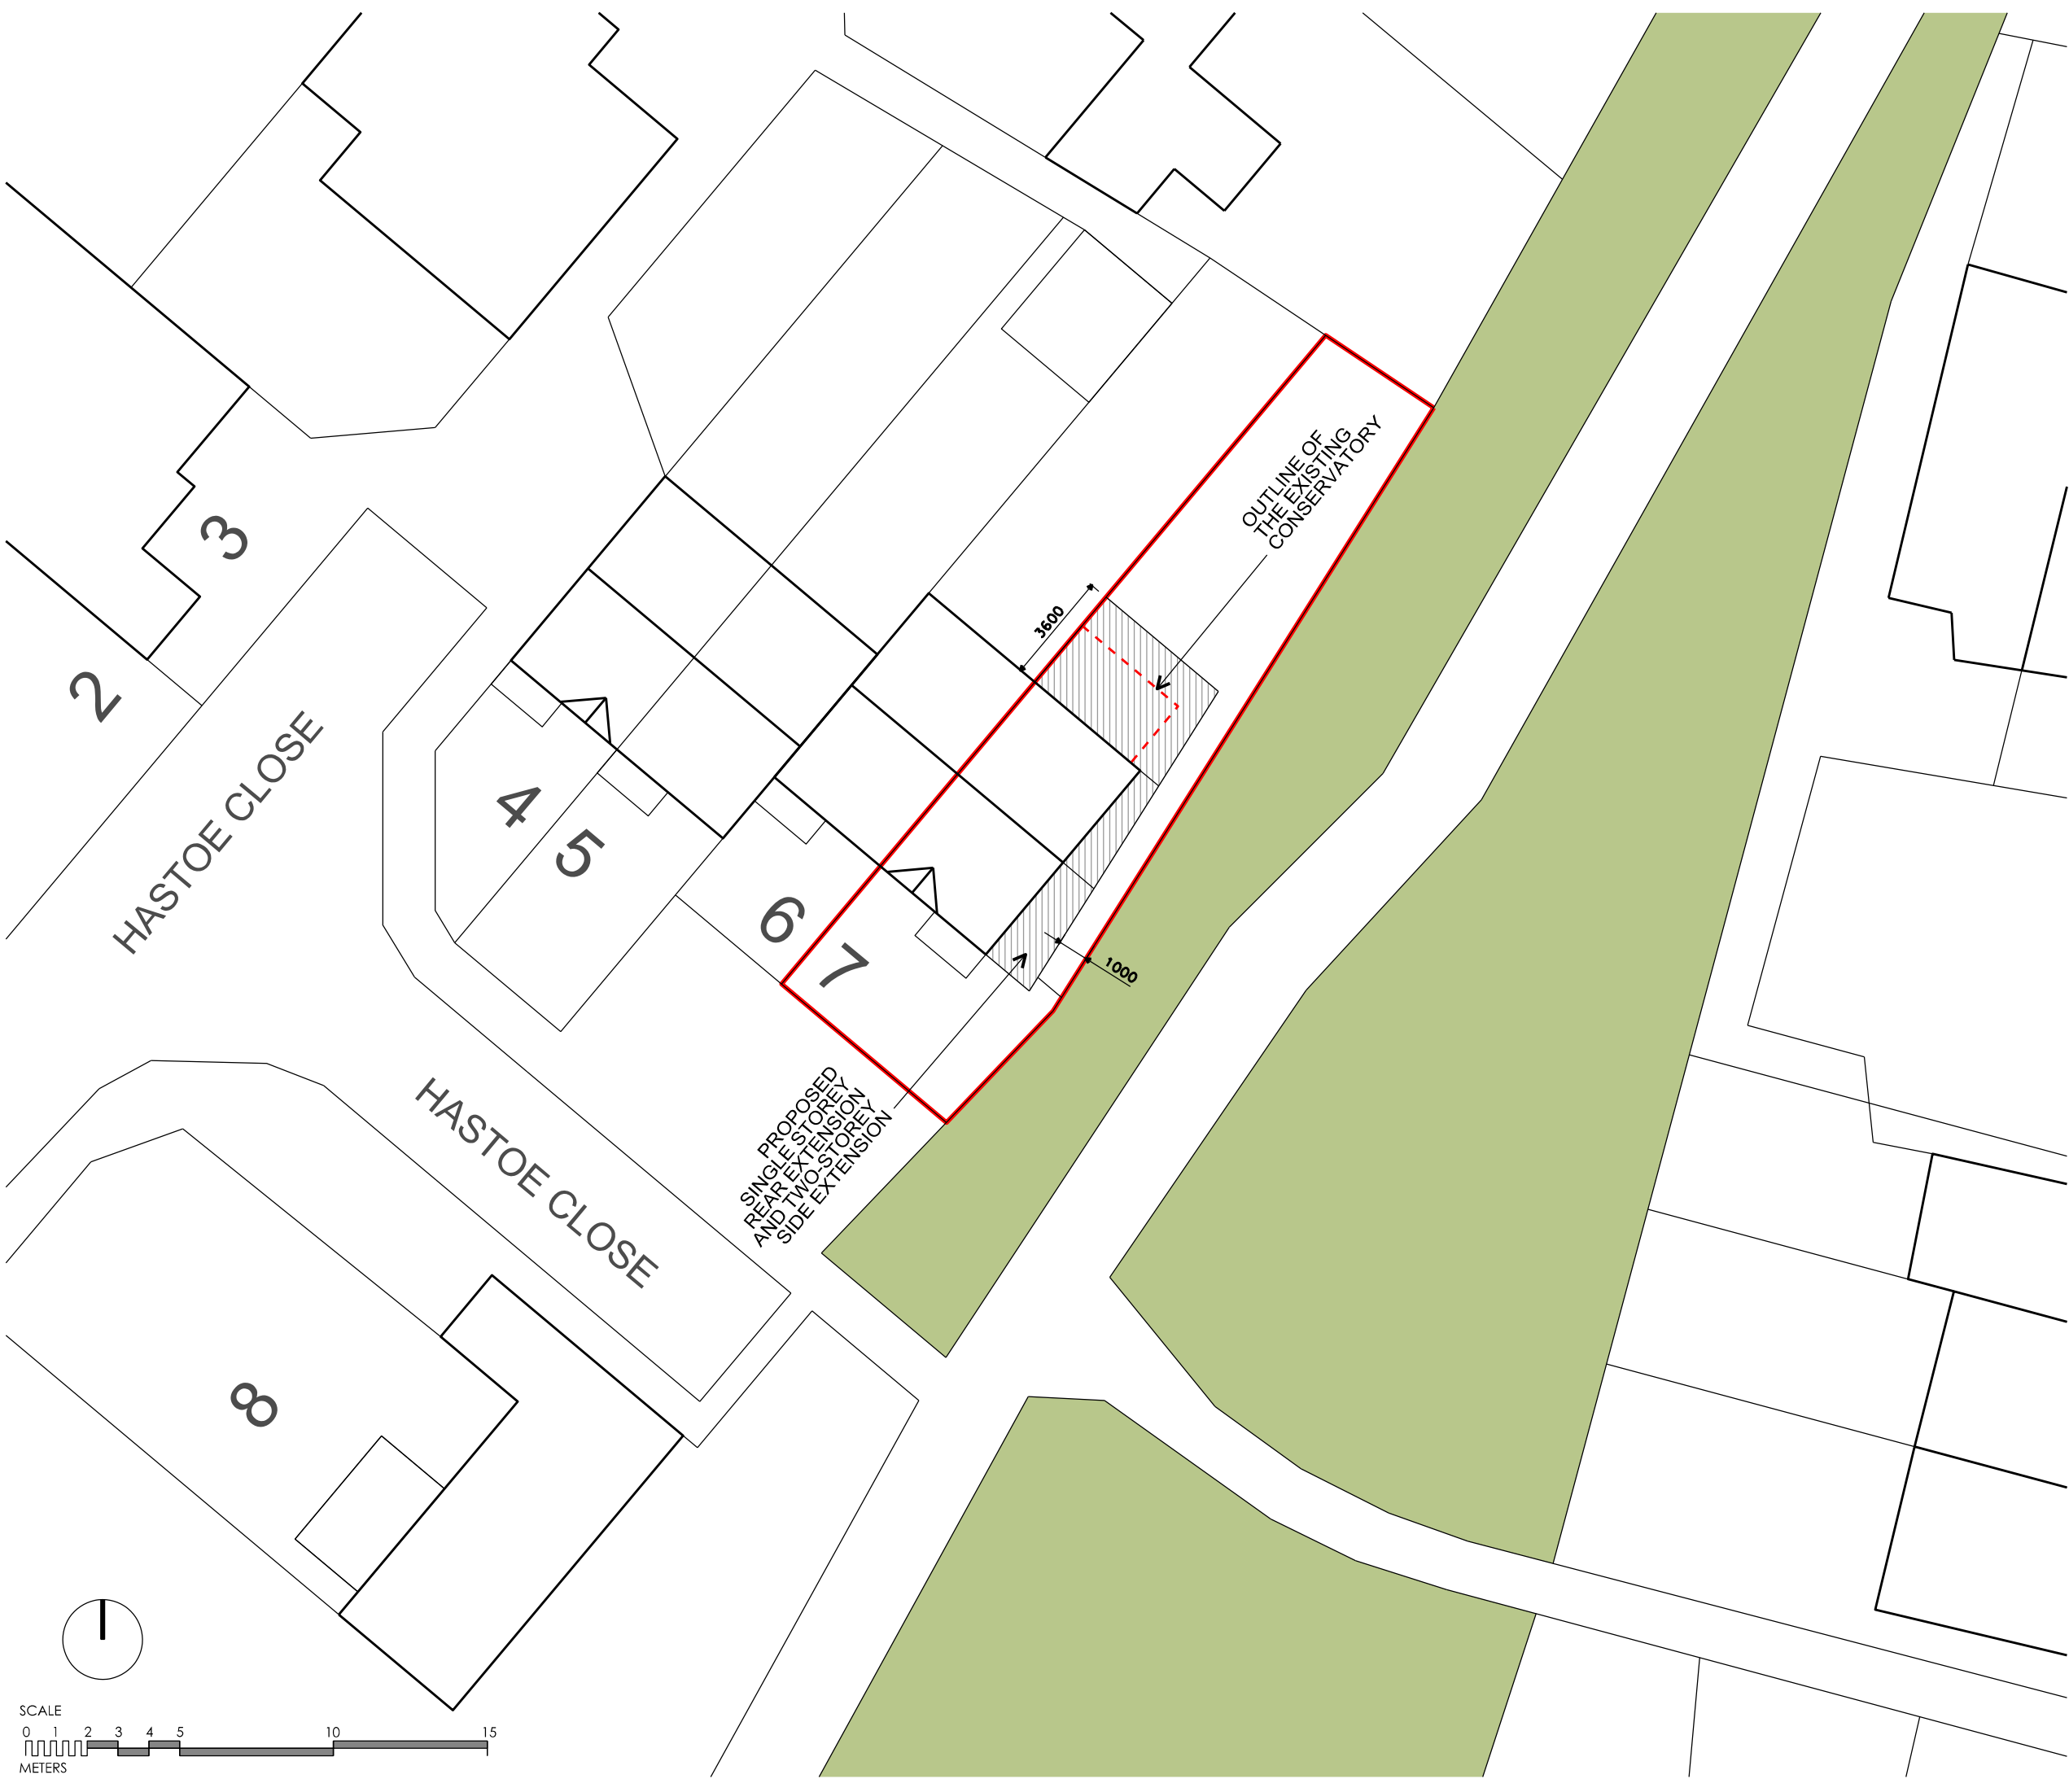 OUTLINE OF
THE EXISTING
CONSERVATORY
3
3600
2
HASTOE CLOSE
4
5
6
7
1000
PROPOSED
SINGLE STOREY
REAR EXTENSION
AND TWO-STOREY
SIDE EXTENSION
HASTOE CLOSE
8
SCALE
0 1 2 3 4 5 10 15
METERS